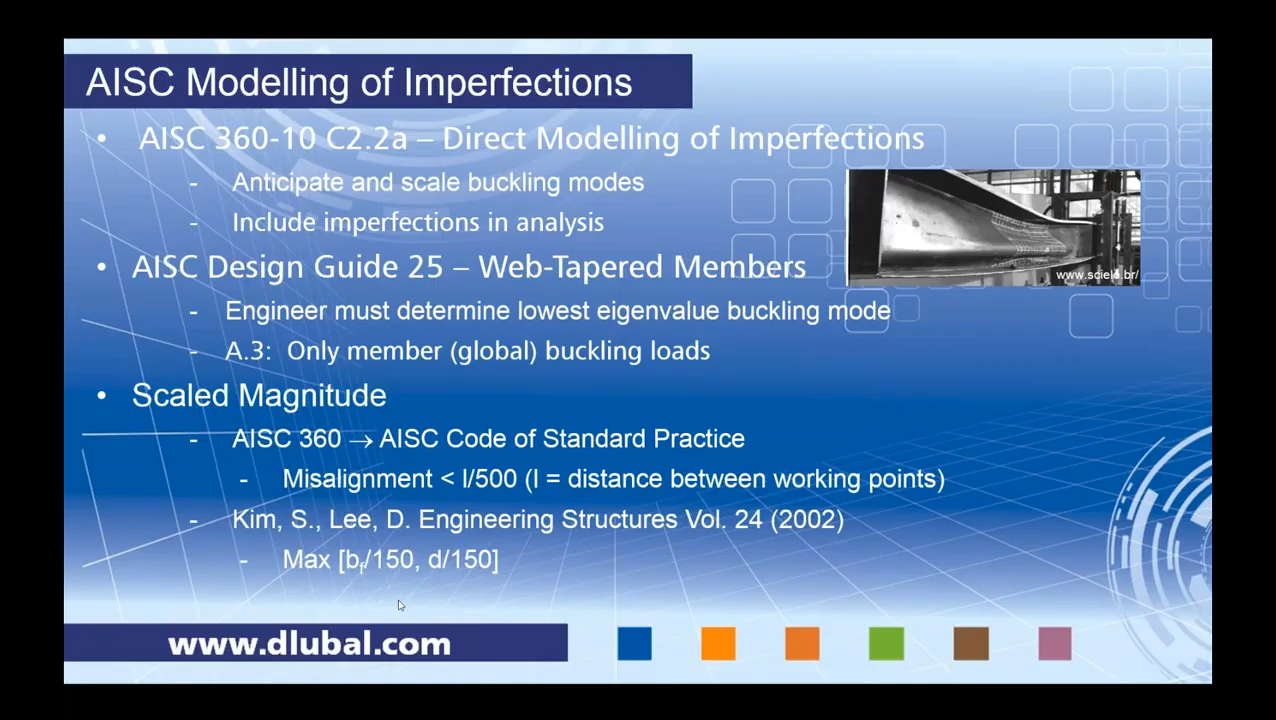 AISC Modelling of Imperfections
• AISC 360-10 C2.2a – Direct Modelling of Imperfections
- Anticipate and scale buckling modes
- Include imperfections in analysis
www.scielo.br/
• AISC Design Guide 25 – Web-Tapered Members
- Engineer must determine lowest eigenvalue buckling mode
- A.3: Only member (global) buckling loads
• Scaled Magnitude
- AISC 360 → AISC Code of Standard Practice
- Misalignment < l/500 (l = distance between working points)
- Kim, S., Lee, D. Engineering Structures Vol. 24 (2002)
- Max [bf/150, d/150]
www.dlubal.com